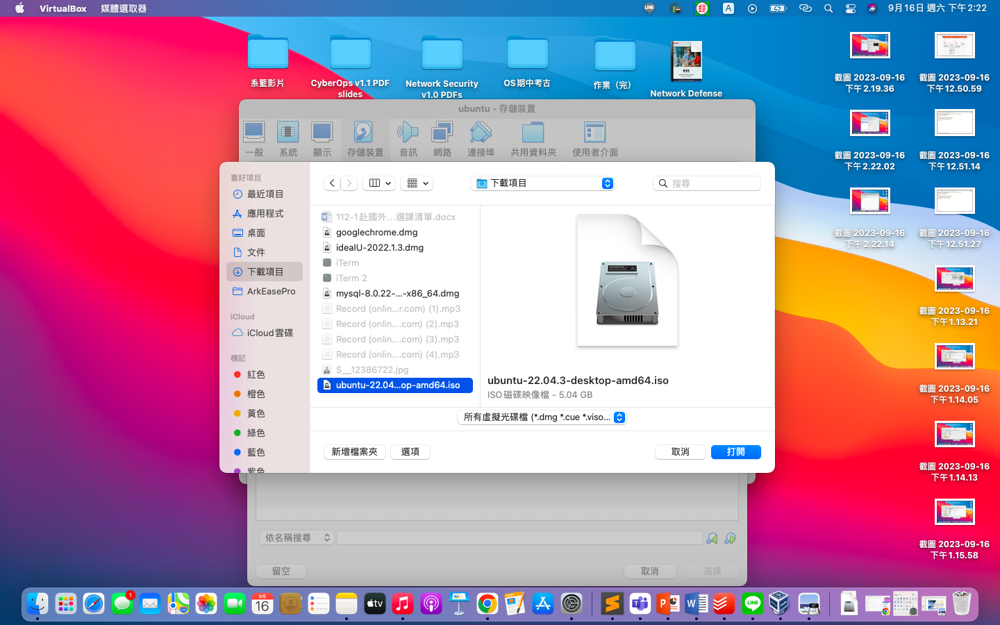 VirtualBox 媒體選取器
A
9月16日 週六 下午2:22
系籃影片
CyberOps v1.1 PDF
slides
Network Security
v1.0 PDFs
OS期中考古
作業（完）
Network Defense
截圖 2023-09-16
下午2.19.36
截圖 2023-09-16
下午12.50.59
截圖 2023-09-16
下午2.22.02
截圖 2023-09-16
下午12.51.14
截圖 2023-09-16
下午2.22.14
截圖 2023-09-16
下午12.51.27
截圖 2023-09-16
下午1.13.21
截圖 2023-09-16
下午1.14.05
截圖 2023-09-16
下午1.14.13
截圖 2023-09-16
下午1.15.58
ubuntu - 存儲裝置
一般 系統 顯示 存儲裝置 音訊 網路 連接埠 共用資料夾 使用者介面
喜好項目
最近項目
應用程式
桌面
文件
下載項目
ArkEasePro
iCloud
iCloud雲碟
標記
紅色
橙色
黃色
綠色
藍色
紫色
下載項目
搜尋
112-1赴國外...選課清單.docx
googlechrome.dmg
idealU-2022.1.3.dmg
iTerm
iTerm 2
mysql-8.0.22-...-x86_64.dmg
Record (onlin...r.com) (1).mp3
Record (onlin....com) (2).mp3
Record (onlin....com) (3).mp3
Record (onlin....com) (4).mp3
S__12386722.jpg
ubuntu-22.04...op-amd64.iso
ubuntu-22.04.3-desktop-amd64.iso
ISO磁碟映像檔 - 5.04 GB
所有虛擬光碟檔 (*.dmg *.cue *.viso...
新增檔案夾 選項 取消 打開
依名稱搜尋
留空 取消 選擇
1
9月
16
tv
LINE